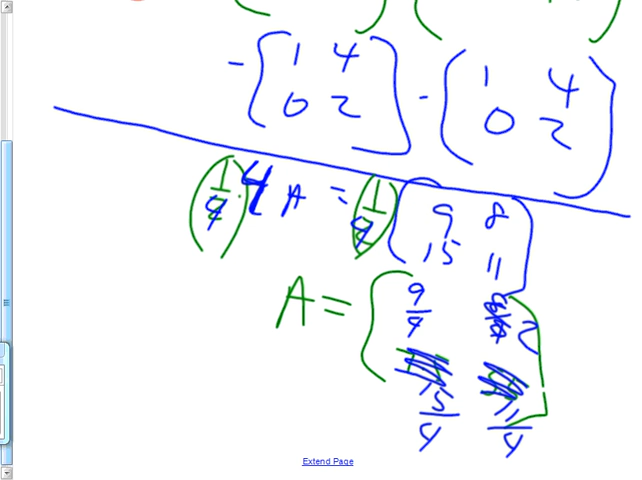 - [ 1 4 ] - ( 1 4 )
0 2 0 2
(1/4) 4 A = (1/4) [ 9 8
15 11 ]
A = [ 9/4 2
15/4 11/4 ]
Extend Page